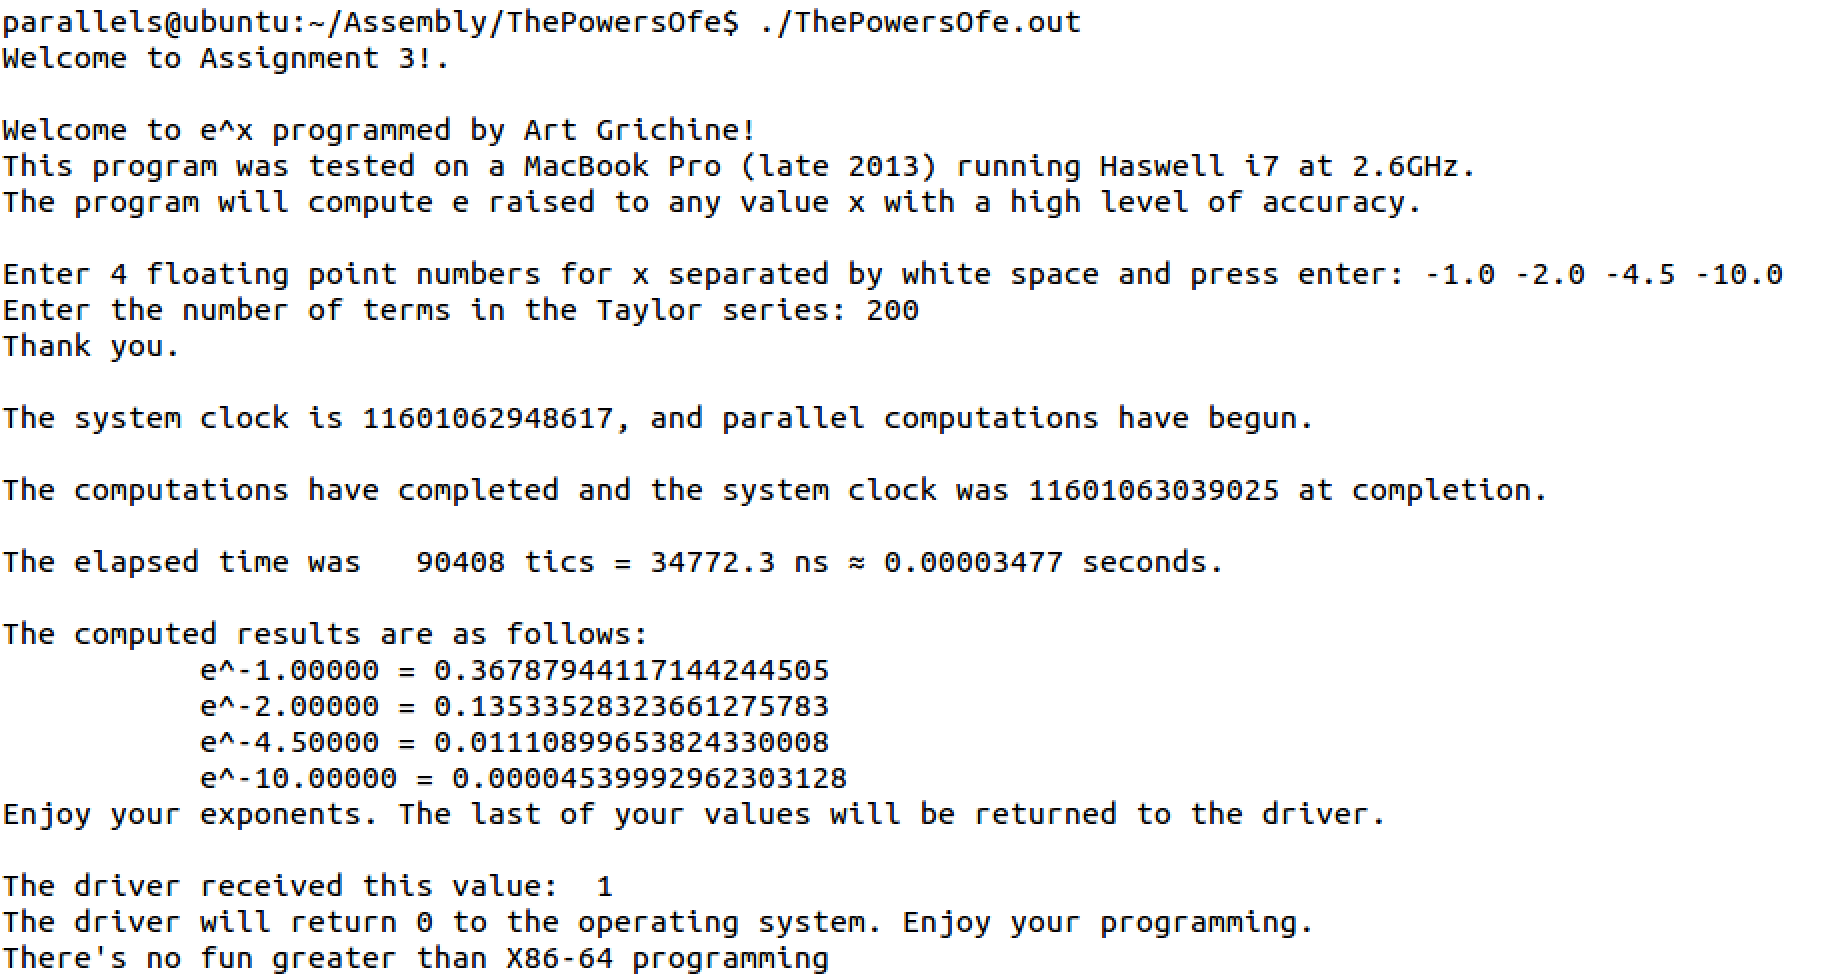 parallels@ubuntu:~/Assembly/ThePowersOfe$ ./ThePowersOfe.out
Welcome to Assignment 3!.
Welcome to e^x programmed by Art Grichine!
This program was tested on a MacBook Pro (late 2013) running Haswell i7 at 2.6GHz.
The program will compute e raised to any value x with a high level of accuracy.
Enter 4 floating point numbers for x separated by white space and press enter: -1.0 -2.0 -4.5 -10.0
Enter the number of terms in the Taylor series: 200
Thank you.
The system clock is 11601062948617, and parallel computations have begun.
The computations have completed and the system clock was 11601063039025 at completion.
The elapsed time was   90408 tics = 34772.3 ns ≈ 0.00003477 seconds.
The computed results are as follows:
e^-1.00000 = 0.36787944117144244505
e^-2.00000 = 0.13533528323661275783
e^-4.50000 = 0.01110899653824330008
e^-10.00000 = 0.00004539992962303128
Enjoy your exponents. The last of your values will be returned to the driver.
The driver received this value:  1
The driver will return 0 to the operating system. Enjoy your programming.
There's no fun greater than X86-64 programming